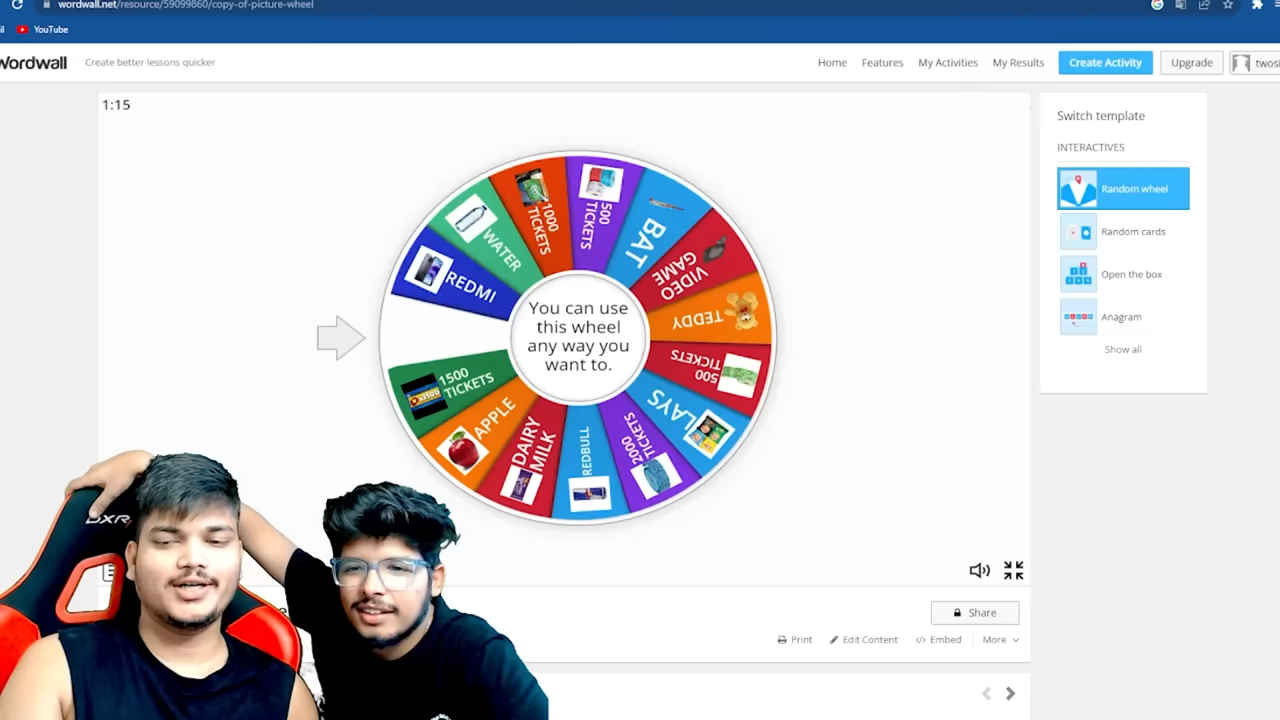 wordwall.net/resource/59099860/copy-of-picture-wheel
YouTube
Wordwall
Create better lessons quicker
Home
Features
My Activities
My Results
Create Activity
Upgrade
twosi
1:15
Switch template
INTERACTIVES
Random wheel
Random cards
Open the box
Anagram
Show all
1000 TICKETS
500 TICKETS
BAT
VIDEO GAME
TEDDY
500 TICKETS
LAYS
2000 TICKETS
REDBULL
DAIRY MILK
APPLE
1500 TICKETS
REDMI
WATER
You can use
this wheel
any way you
want to.
DXR
Share
Print
Edit Content
Embed
More